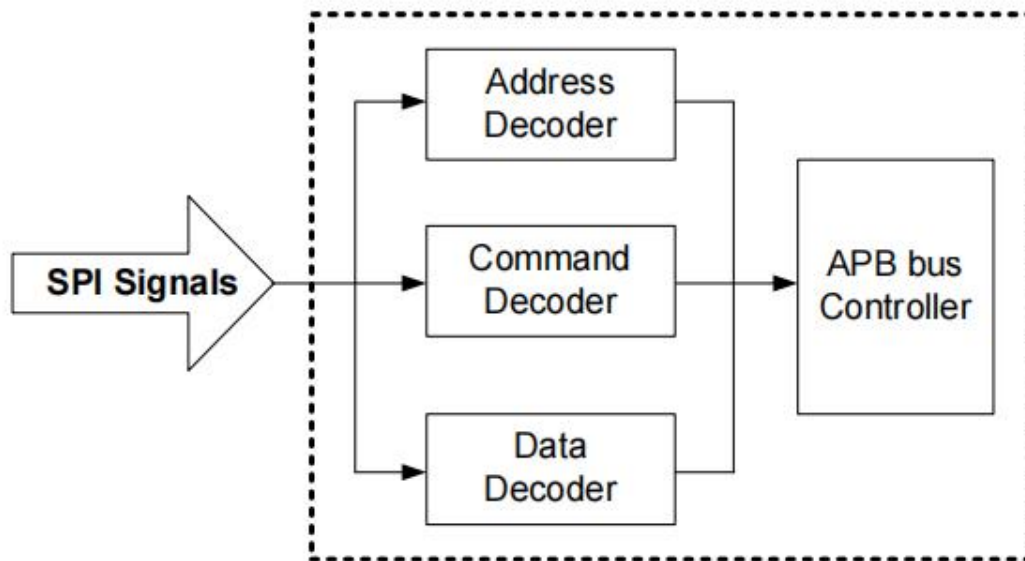 Address
Decoder
SPI Signals
Command
Decoder
APB bus
Controller
Data
Decoder